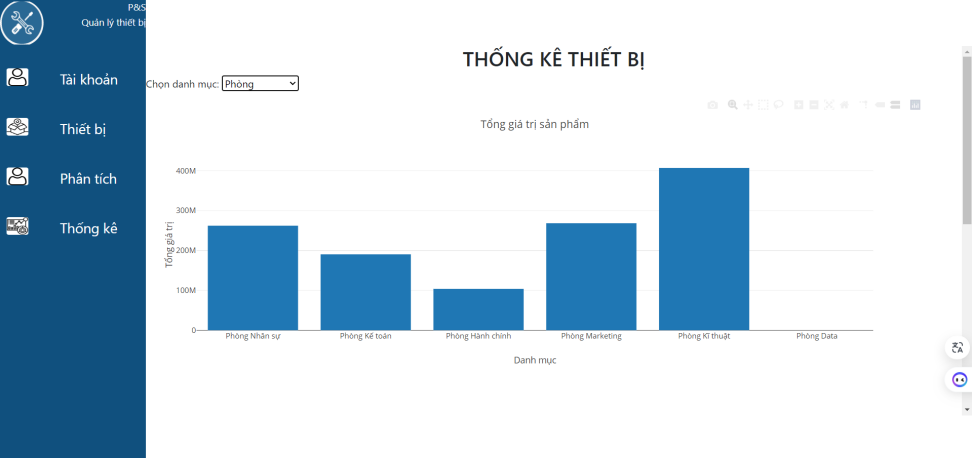 P&S
Quản lý thiết bị
Tài khoản
Thiết bị
Phân tích
Thống kê
THỐNG KÊ THIẾT BỊ
Chọn danh mục: Phòng
Tổng giá trị sản phẩm
400M
300M
200M
100M
0
Tổng giá trị
Phòng Nhân sự
Phòng Kế toán
Phòng Hành chính
Phòng Marketing
Phòng Kĩ thuật
Phòng Data
Danh mục